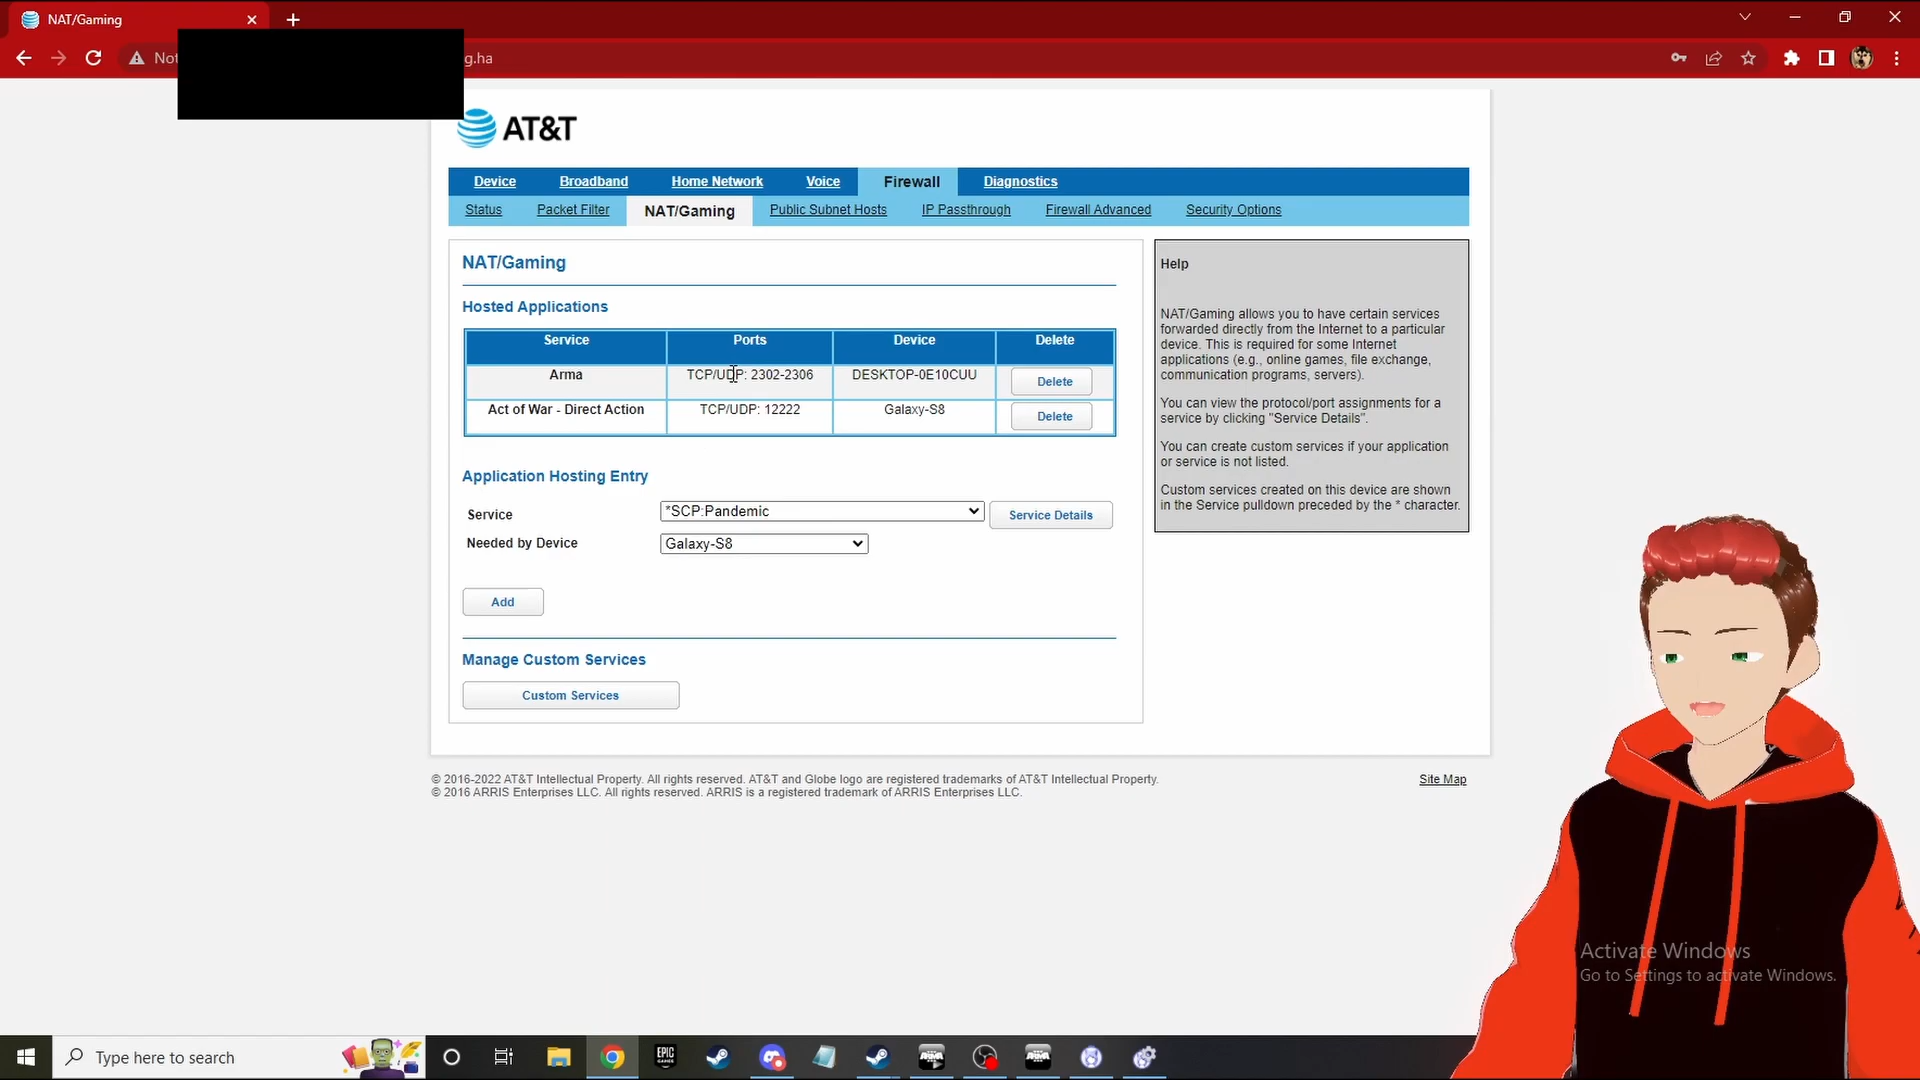 NAT/Gaming
Not
g.ha
AT&T
Device Broadband Home Network Voice Firewall Diagnostics
Status Packet Filter NAT/Gaming Public Subnet Hosts IP Passthrough Firewall Advanced Security Options
NAT/Gaming
Hosted Applications
Service Ports Device Delete
Arma TCP/UDP: 2302-2306 DESKTOP-0E10CUU Delete
Act of War - Direct Action TCP/UDP: 12222 Galaxy-S8 Delete
Application Hosting Entry
Service *SCP:Pandemic Service Details
Needed by Device Galaxy-S8
Add
Manage Custom Services
Custom Services
Help
NAT/Gaming allows you to have certain services
forwarded directly from the Internet to a particular
device. This is required for some Internet
applications (e.g., online games, file exchange,
communication programs, servers).
You can view the protocol/port assignments for a
service by clicking "Service Details".
You can create custom services if your application
or service is not listed.
Custom services created on this device are shown
in the Service pulldown preceded by the * character.
© 2016-2022 AT&T Intellectual Property. All rights reserved. AT&T and Globe logo are registered trademarks of AT&T Intellectual Property.
© 2016 ARRIS Enterprises LLC. All rights reserved. ARRIS is a registered trademark of ARRIS Enterprises LLC.
Site Map
Activate Windows
Go to Settings to activate Windows.
Type here to search
EPIC
GAMES